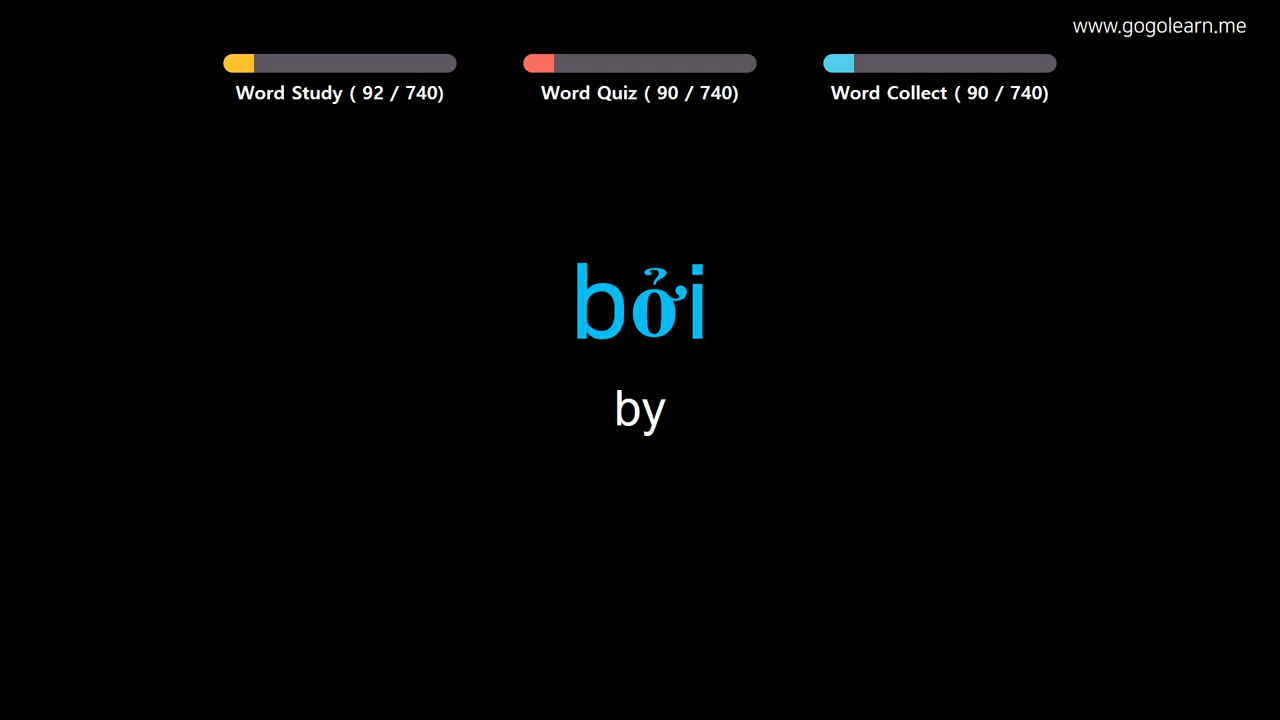 www.gogolearn.me
Word Study ( 92 / 740)
Word Quiz ( 90 / 740)
Word Collect ( 90 / 740)
bởi
by